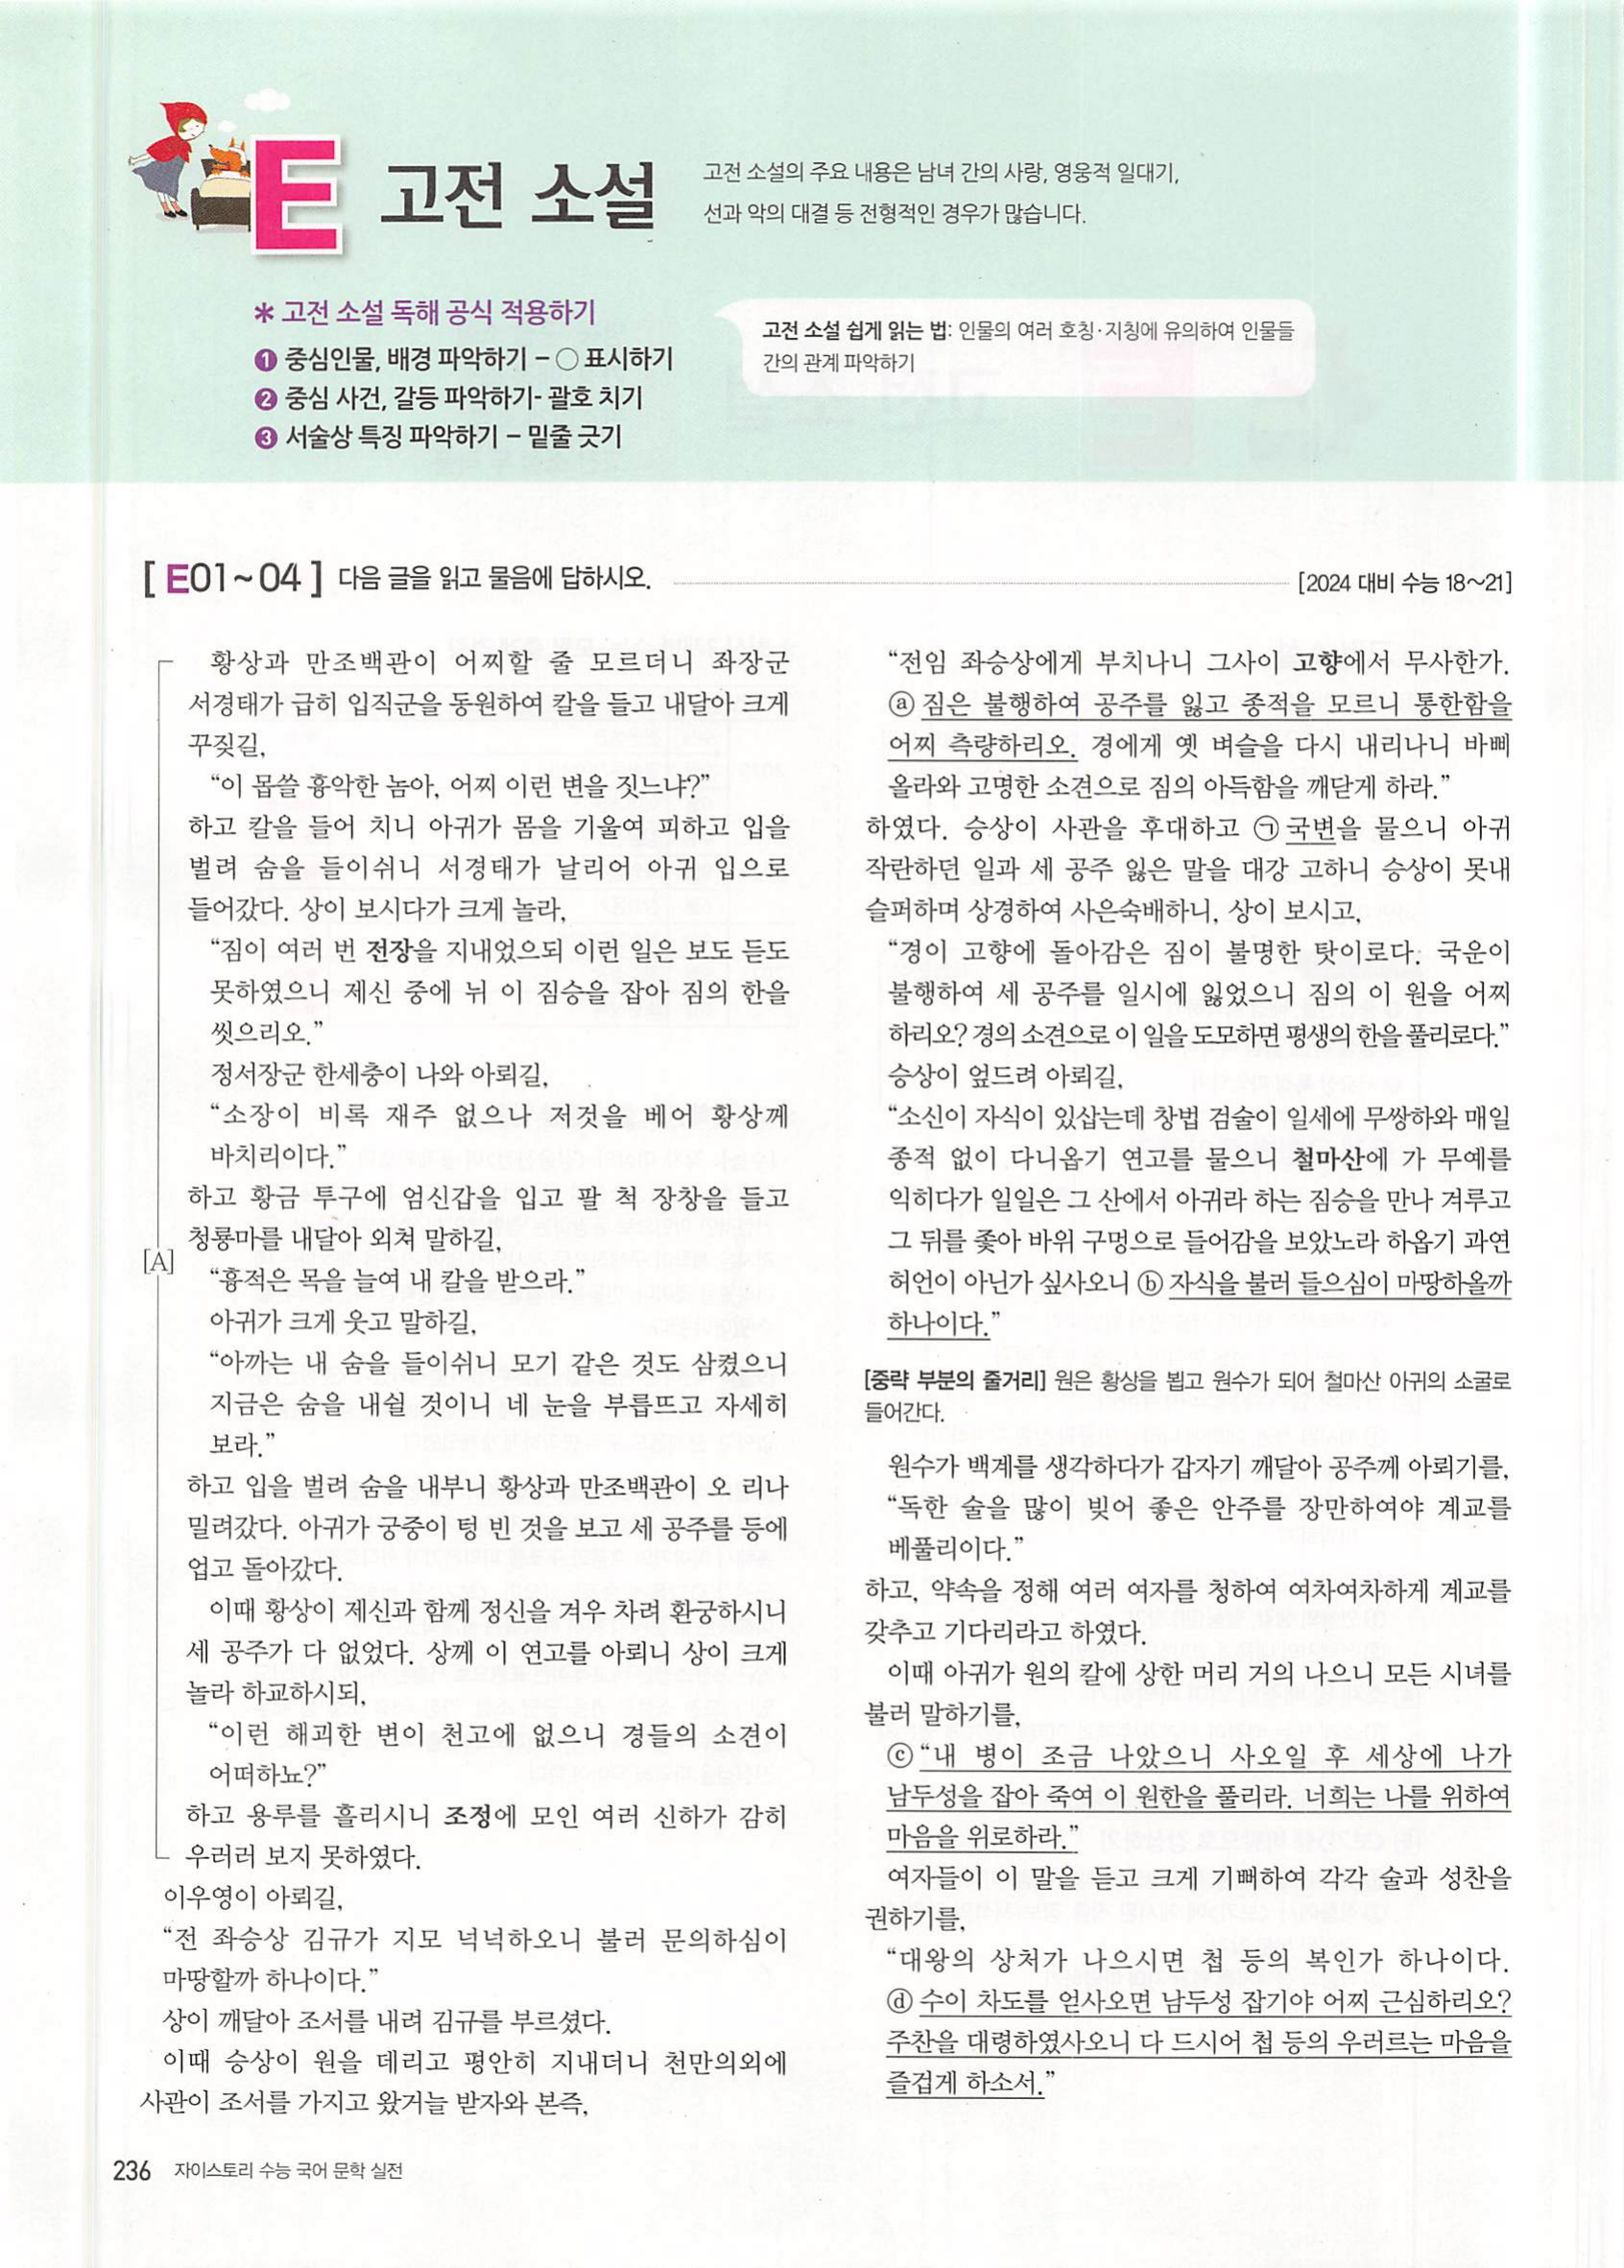 E 고전 소설
고전 소설의 주요 내용은 남녀 간의 사랑, 영웅적 일대기,
선과 악의 대결 등 전형적인 경우가 많습니다.
* 고전 소설 독해 공식 적용하기
❶ 중심인물, 배경 파악하기 – ○ 표시하기
❷ 중심 사건, 갈등 파악하기- 괄호 치기
❸ 서술상 특징 파악하기 – 밑줄 긋기
고전 소설 쉽게 읽는 법: 인물의 여러 호칭·지칭에 유의하여 인물들
간의 관계 파악하기
[ E01~04 ] 다음 글을 읽고 물음에 답하시오.
[2024 대비 수능 18~21]
황상과 만조백관이 어찌할 줄 모르더니 좌장군
서경태가 급히 입직군을 동원하여 칼을 들고 내달아 크게
꾸짖길,
“이 몹쓸 흉악한 놈아, 어찌 이런 변을 짓느냐?”
하고 칼을 들어 치니 아귀가 몸을 기울여 피하고 입을
벌려 숨을 들이쉬니 서경태가 날리어 아귀 입으로
들어갔다. 상이 보시다가 크게 놀라,
“짐이 여러 번 전장을 지내었으되 이런 일은 보도 듣도
못하였으니 제신 중에 뉘 이 짐승을 잡아 짐의 한을
씻으리오.”
정서장군 한세충이 나와 아뢰길,
“소장이 비록 재주 없으나 저것을 베어 황상께
바치리이다.”
하고 황금 투구에 엄신갑을 입고 팔 척 장창을 들고
청룡마를 내달아 외쳐 말하길,
[A]
“흉적은 목을 늘여 내 칼을 받으라.”
아귀가 크게 웃고 말하길,
“아까는 내 숨을 들이쉬니 모기 같은 것도 삼켰으니
지금은 숨을 내쉴 것이니 네 눈을 부릅뜨고 자세히
보라.”
하고 입을 벌려 숨을 내부니 황상과 만조백관이 오 리나
밀려갔다. 아귀가 궁중이 텅 빈 것을 보고 세 공주를 등에
업고 돌아갔다.
이때 황상이 제신과 함께 정신을 겨우 차려 환궁하시니
세 공주가 다 없었다. 상께 이 연고를 아뢰니 상이 크게
놀라 하교하시되,
“이런 해괴한 변이 천고에 없으니 경들의 소견이
어떠하뇨?”
하고 용루를 흘리시니 조정에 모인 여러 신하가 감히
우러러 보지 못하였다.
이우영이 아뢰길,
“전 좌승상 김규가 지모 넉넉하오니 불러 문의하심이
마땅할까 하나이다.”
상이 깨달아 조서를 내려 김규를 부르셨다.
이때 승상이 원을 데리고 평안히 지내더니 천만의외에
사관이 조서를 가지고 왔거늘 받자와 본즉,
“전임 좌승상에게 부치나니 그사이 고향에서 무사한가.
ⓐ 짐은 불행하여 공주를 잃고 종적을 모르니 통한함을
어찌 측량하리오. 경에게 옛 벼슬을 다시 내리나니 바삐
올라와 고명한 소견으로 짐의 아득함을 깨닫게 하라.”
하였다. 승상이 사관을 후대하고 ㉠ 국변을 물으니 아귀
작란하던 일과 세 공주 잃은 말을 대강 고하니 승상이 못내
슬퍼하며 상경하여 사은숙배하니, 상이 보시고,
“경이 고향에 돌아감은 짐이 불명한 탓이로다. 국운이
불행하여 세 공주를 일시에 잃었으니 짐의 이 원을 어찌
하리오? 경의 소견으로 이 일을 도모하면 평생의 한을 풀리로다.”
승상이 엎드려 아뢰길,
“소신이 자식이 있삽는데 창법 검술이 일세에 무쌍하와 매일
종적 없이 다니옵기 연고를 물으니 철마산에 가 무예를
익히다가 일일은 그 산에서 아귀라 하는 짐승을 만나 겨루고
그 뒤를 좇아 바위 구멍으로 들어감을 보았노라 하옵기 과연
허언이 아닌가 싶사오니 ⓑ 자식을 불러 들으심이 마땅하올까
하나이다.”
[중략 부분의 줄거리] 원은 황상을 뵙고 원수가 되어 철마산 아귀의 소굴로
들어간다.
원수가 백계를 생각하다가 갑자기 깨달아 공주께 아뢰기를,
“독한 술을 많이 빚어 좋은 안주를 장만하여야 계교를
베풀리이다.”
하고, 약속을 정해 여러 여자를 청하여 여차여차하게 계교를
갖추고 기다리라고 하였다.
이때 아귀가 원의 칼에 상한 머리 거의 나으니 모든 시녀를
불러 말하기를,
ⓒ “내 병이 조금 나았으니 사오일 후 세상에 나가
남두성을 잡아 죽여 이 원한을 풀리라. 너희는 나를 위하여
마음을 위로하라.”
여자들이 이 말을 듣고 크게 기뻐하여 각각 술과 성찬을
권하기를,
“대왕의 상처가 나으시면 첩 등의 복인가 하나이다.
ⓓ 수이 차도를 얻사오면 남두성 잡기야 어찌 근심하리오?
주찬을 대령하였사오니 다 드시어 첩 등의 우러르는 마음을
즐겁게 하소서.”
236 자이스토리 수능 국어 문학 실전